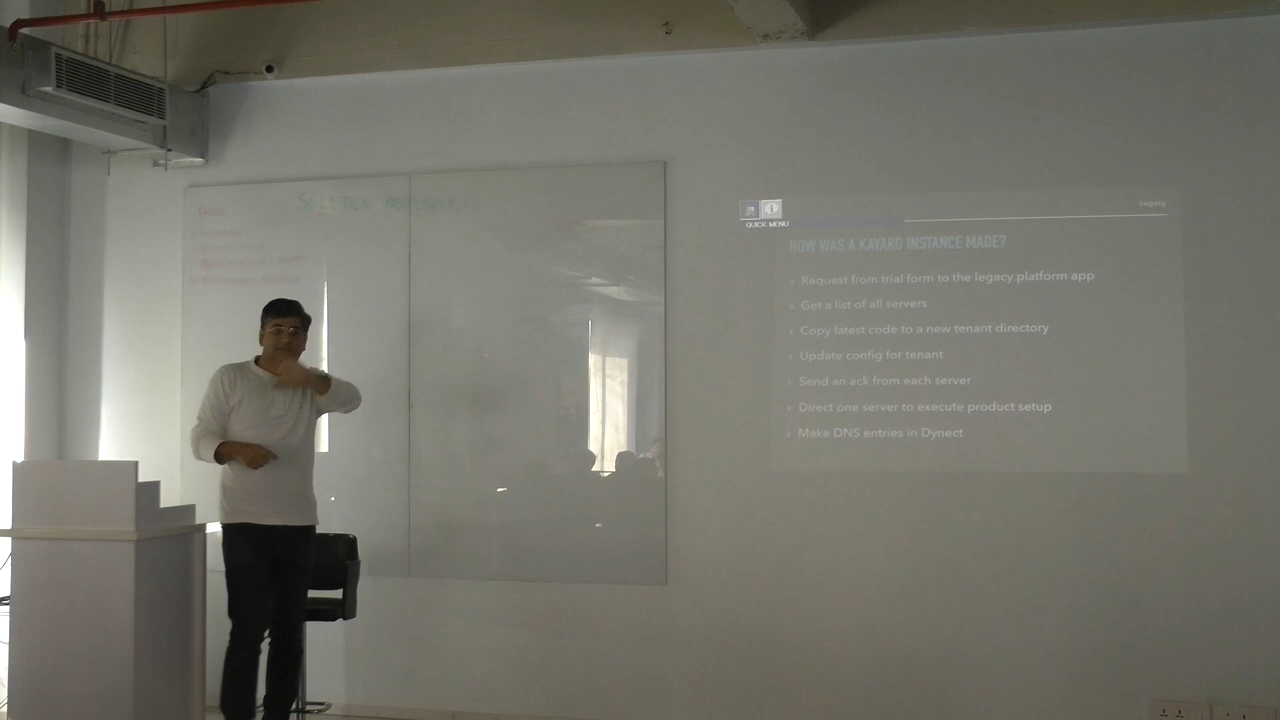 Legacy
QUICK MENU
HOW WAS A KAYAKO INSTANCE MADE?
Request from trial form to the legacy platform app
Get a list of all servers
Copy latest code to a new tenant directory
Update config for tenant
Send an ack from each server
Direct one server to execute product setup
Make DNS entries in Dynect